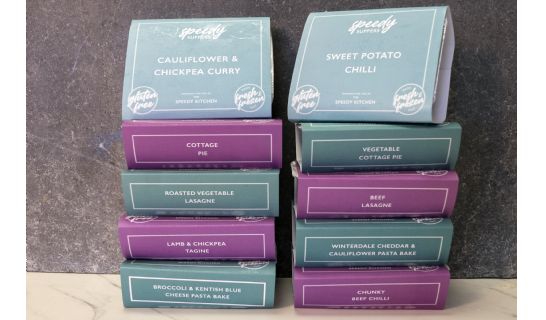 speedy
SUPPERS
CAULIFLOWER &
CHICKPEA CURRY
gluten
free
THE
SPEEDY KITCHEN
fresh
frozen
COTTAGE
PIE
ROASTED VEGETABLE
LASAGNE
LAMB & CHICKPEA
TAGINE
BROCCOLI & KENTISH BLUE
CHEESE PASTA BAKE
speedy
SUPPERS
SWEET POTATO
CHILLI
gluten
free
THE
SPEEDY KITCHEN
fresh
frozen
VEGETABLE
COTTAGE PIE
BEEF
LASAGNE
WINTERDALE CHEDDAR &
CAULIFLOWER PASTA BAKE
CHUNKY
BEEF CHILLI